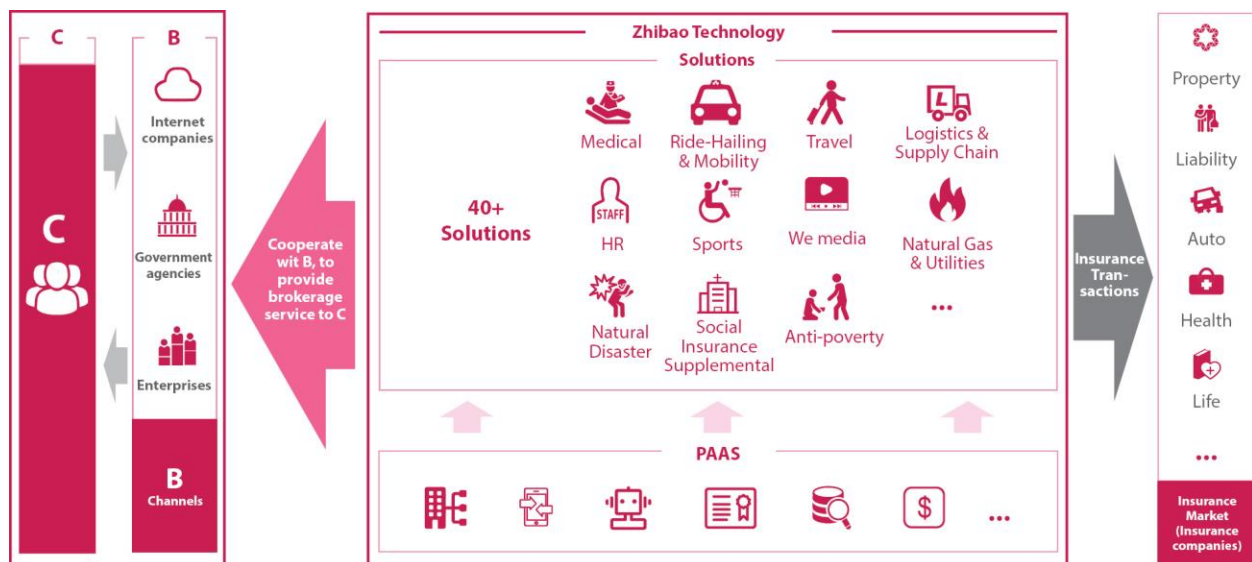 C
C
B
Internet
companies
Government
agencies
Enterprises
B
Channels
Cooperate
wit B, to
provide
brokerage
service to C
Zhibao Technology
Solutions
40+
Solutions
Medical
Ride-Hailing
& Mobility
Travel
L
Logistics &
Supply Chain
STAFF
HR
Sports
We media
Natural Gas
& Utilities
Natural
Disaster
Social
Insurance
Supplemental
Anti-poverty
...
PAAS
$
...
Insurance
Tran-
sactions
Property
Liability
Auto
Health
Life
...
Insurance
Market
(Insurance
companies)